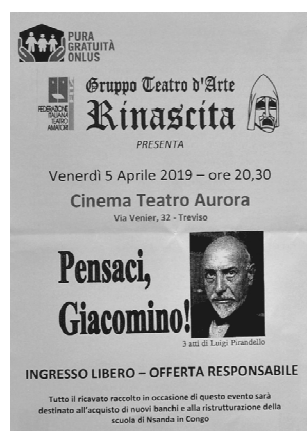 PURA
GRATUITÀ
ONLUS
FEDERAZIONE
ITALIANA
TEATRO
AMATORI
Gruppo Teatro d'Arte
Rinascita
PRESENTA
Venerdì 5 Aprile 2019 – ore 20,30
Cinema Teatro Aurora
Via Venier, 32 - Treviso
Pensaci,
Giacomino!
3 atti di Luigi Pirandello
INGRESSO LIBERO – OFFERTA RESPONSABILE
Tutto il ricavato raccolto in occasione di questo evento sarà
destinato all'acquisto di nuovi banchi e alla ristrutturazione della
scuola di Nsanda in Congo